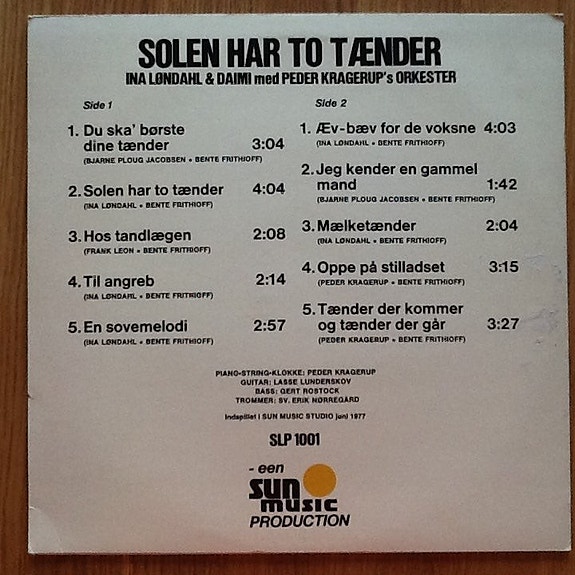 SOLEN HAR TO TÆNDER
INA LØNDAHL & DAIMI med PEDER KRAGERUP's ORKESTER
Side 1
1. Du ska' børste
dine tænder 3:04
(BJARNE PLOUG JACOBSEN • BENTE FRITHIOFF)
2. Solen har to tænder 4:04
(INA LØNDAHL • BENTE FRITHIOFF)
3. Hos tandlægen 2:08
(FRANK LEON • BENTE FRITHIOFF)
4. Til angreb 2:14
(INA LØNDAHL • BENTE FRITHIOFF)
5. En sovemelodi 2:57
(INA LØNDAHL • BENTE FRITHIOFF)
Side 2
1. Æv-bæv for de voksne 4:03
(INA LØNDAHL • BENTE FRITHIOFF)
2. Jeg kender en gammel
mand 1:42
(BJARNE PLOUG JACOBSEN • BENTE FRITHIOFF)
3. Mælketænder 2:04
(INA LØNDAHL • BENTE FRITHIOFF)
4. Oppe på stilladset 3:15
(PEDER KRAGERUP • BENTE FRITHIOFF)
5. Tænder der kommer
og tænder der går 3:27
(PEDER KRAGERUP • BENTE FRITHIOFF)
PIANO-STRING-KLOKKE: PEDER KRAGERUP
GUITAR: LASSE LUNDERSKOV
BASS: GERT ROSTOCK
TROMMER: SV. ERIK NØRREGÅRD
Indspillet i SUN MUSIC STUDIO juni 1977
SLP 1001
- een
sun
music
PRODUCTION